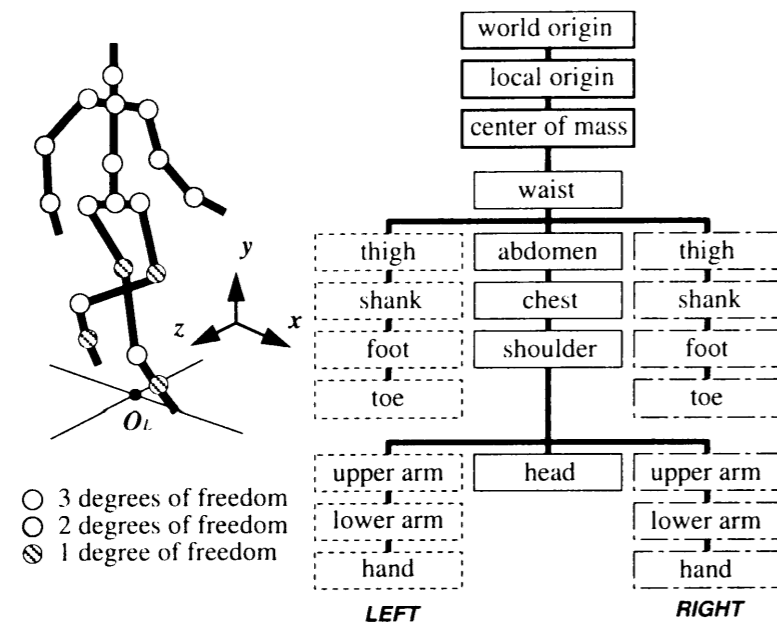 world origin
local origin
center of mass
waist
thigh abdomen thigh
shank chest shank
foot shoulder foot
toe toe
upper arm head upper arm
lower arm lower arm
hand hand
LEFT RIGHT
y
z x
OL
3 degrees of freedom
2 degrees of freedom
1 degree of freedom